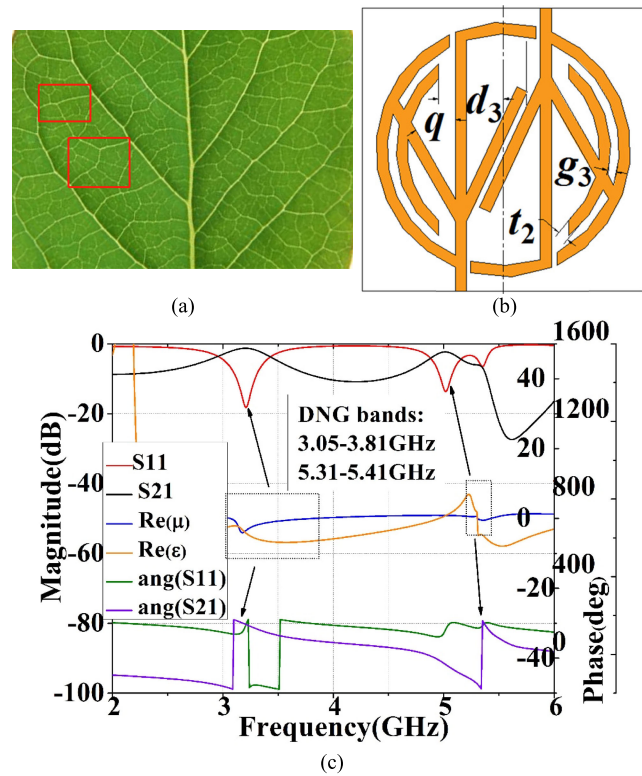 (a)
q
d3
g3
t2
(b)
0
-20
-40
-60
-80
-100
Magnitude(dB)
S11
S21
Re(μ)
Re(ε)
ang(S11)
ang(S21)
DNG bands:
3.05-3.81GHz
5.31-5.41GHz
40
20
0
-20
-40
1600
1200
800
400
0
Phase(deg)
2
3
4
5
6
Frequency(GHz)
(c)